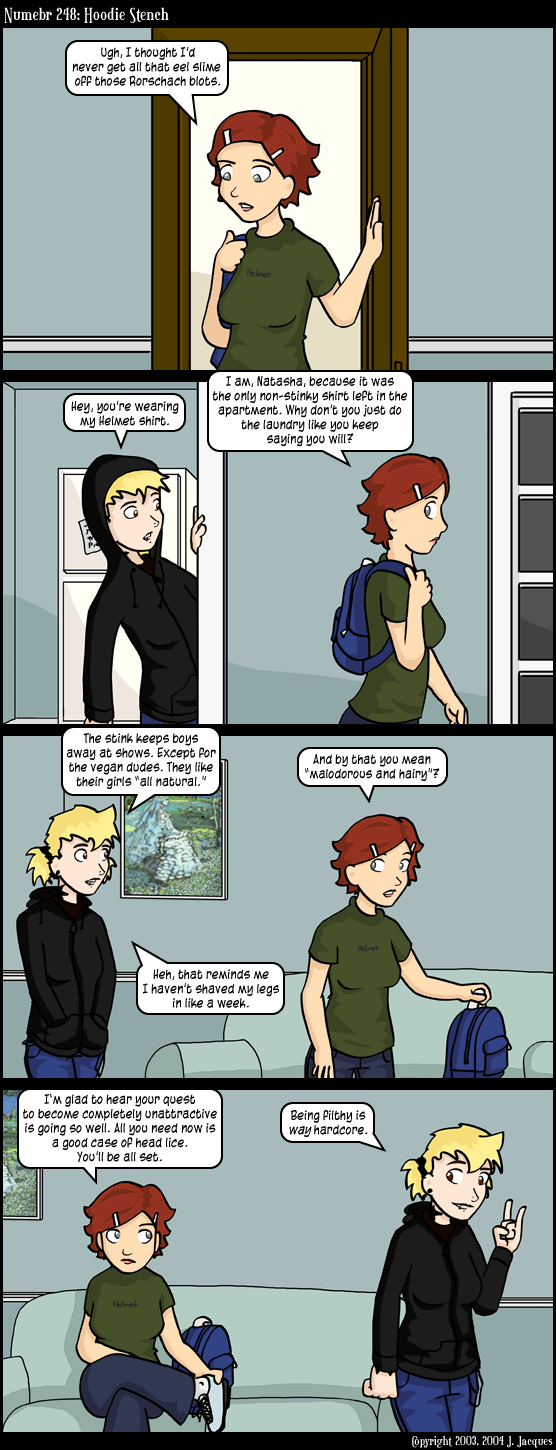 Numebr 248: Hoodie Stench
Ugh, I thought I'd
never get all that eel slime
off those Rorschach blots.
Helmet
Hey, you're wearing
my Helmet shirt.
I am, Natasha, because it was
the only non-stinky shirt left in the
apartment. Why don't you just do
the laundry like you keep
saying you will?
The stink keeps boys
away at shows. Except for
the vegan dudes. They like
their girls "all natural."
And by that you mean
"malodorous and hairy"?
Helmet
Heh, that reminds me
I haven't shaved my legs
in like a week.
I'm glad to hear your quest
to become completely unattractive
is going so well. All you need now is
a good case of head lice.
You'll be all set.
Being filthy is
way hardcore.
Helmet
Copyright 2003, 2004 J. Jacques